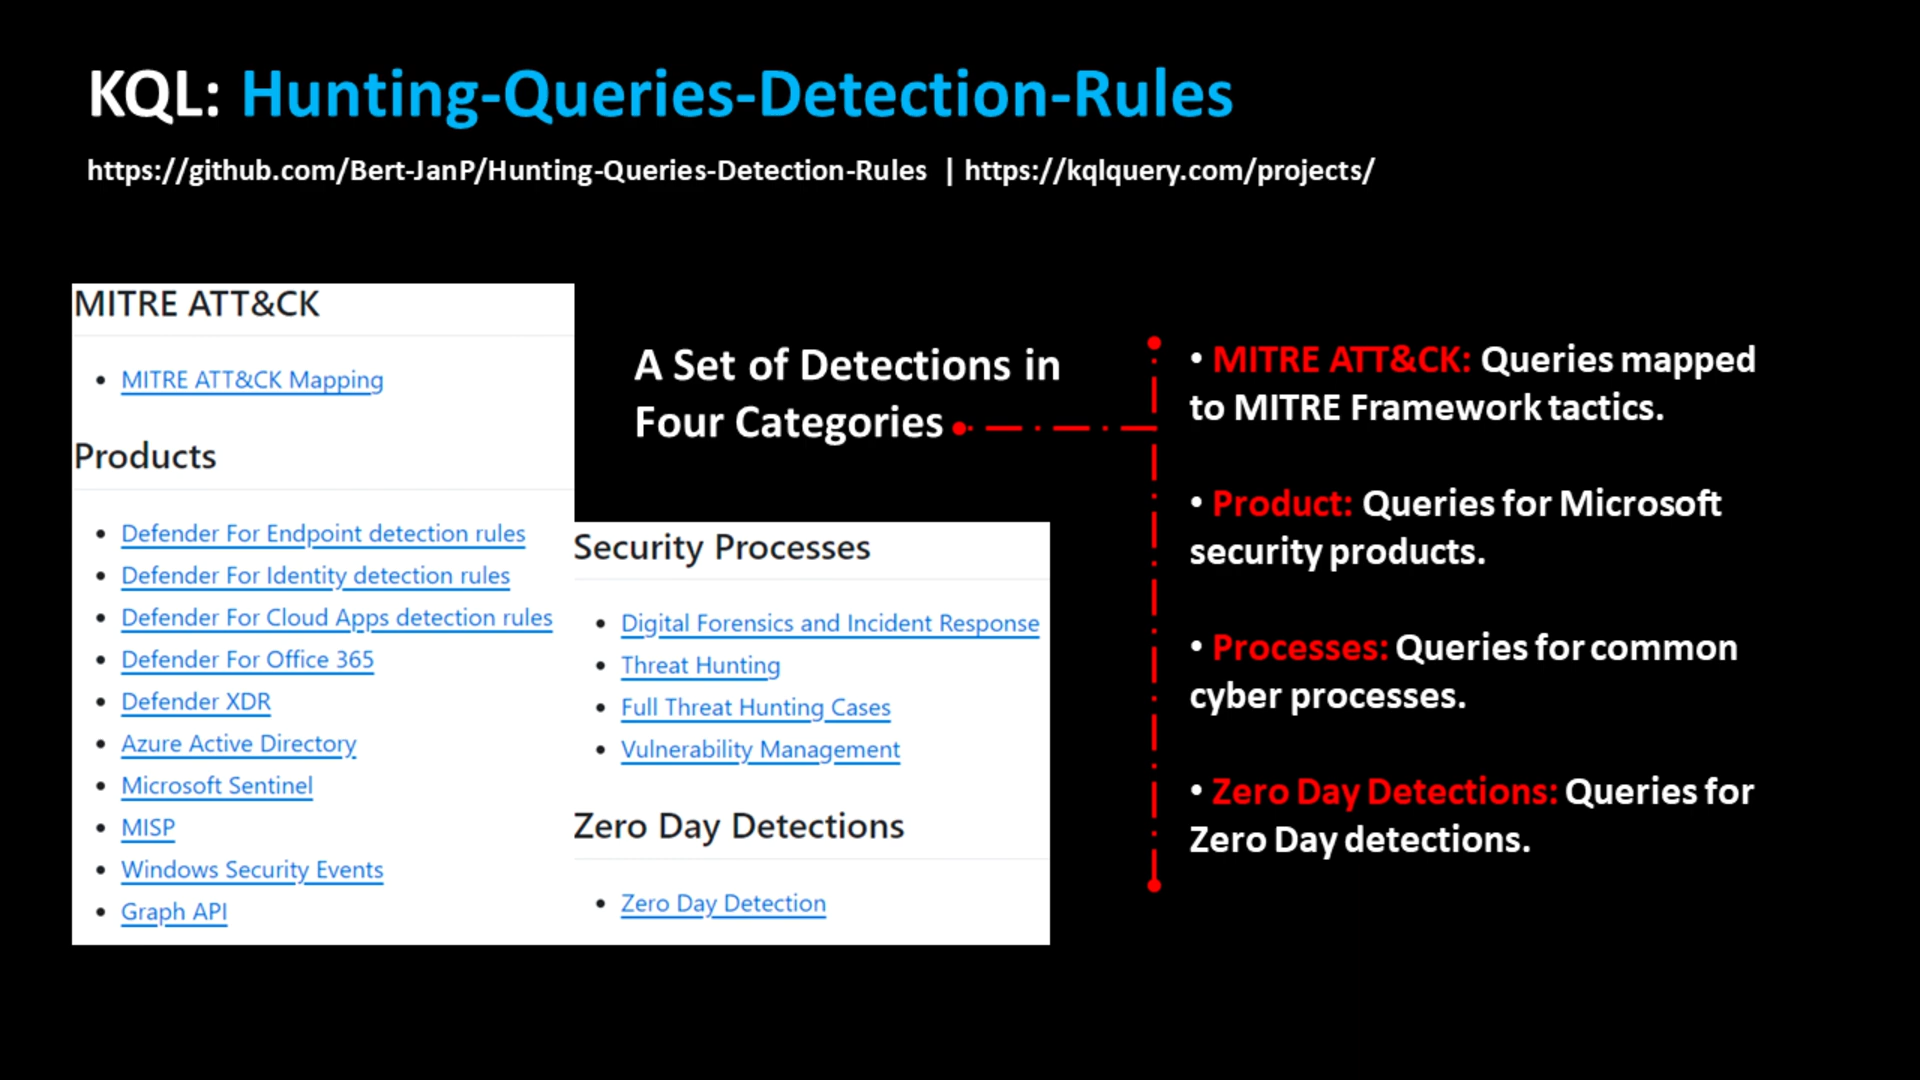 KQL: Hunting-Queries-Detection-Rules
https://github.com/Bert-JanP/Hunting-Queries-Detection-Rules | https://kqlquery.com/projects/
MITRE ATT&CK
• MITRE ATT&CK Mapping
Products
• Defender For Endpoint detection rules
• Defender For Identity detection rules
• Defender For Cloud Apps detection rules
• Defender For Office 365
• Defender XDR
• Azure Active Directory
• Microsoft Sentinel
• MISP
• Windows Security Events
• Graph API
Security Processes
• Digital Forensics and Incident Response
• Threat Hunting
• Full Threat Hunting Cases
• Vulnerability Management
Zero Day Detections
• Zero Day Detection
A Set of Detections in
Four Categories
• MITRE ATT&CK: Queries mapped
to MITRE Framework tactics.
• Product: Queries for Microsoft
security products.
• Processes: Queries for common
cyber processes.
• Zero Day Detections: Queries for
Zero Day detections.